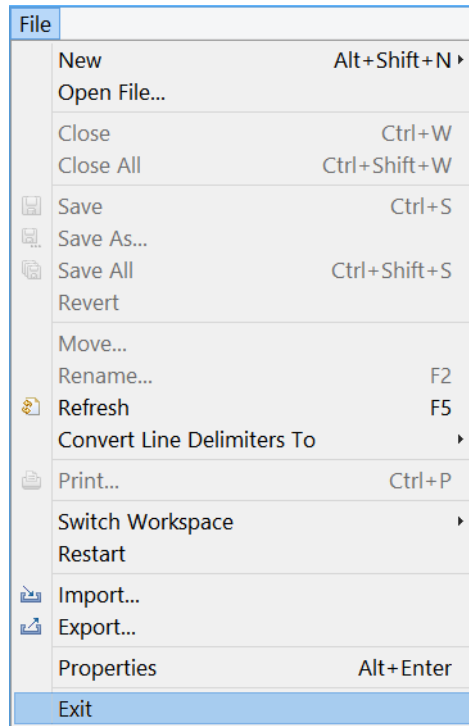 File
New Alt+Shift+N
Open File...
Close Ctrl+W
Close All Ctrl+Shift+W
Save Ctrl+S
Save As...
Save All Ctrl+Shift+S
Revert
Move...
Rename... F2
Refresh F5
Convert Line Delimiters To
Print... Ctrl+P
Switch Workspace
Restart
Import...
Export...
Properties Alt+Enter
Exit